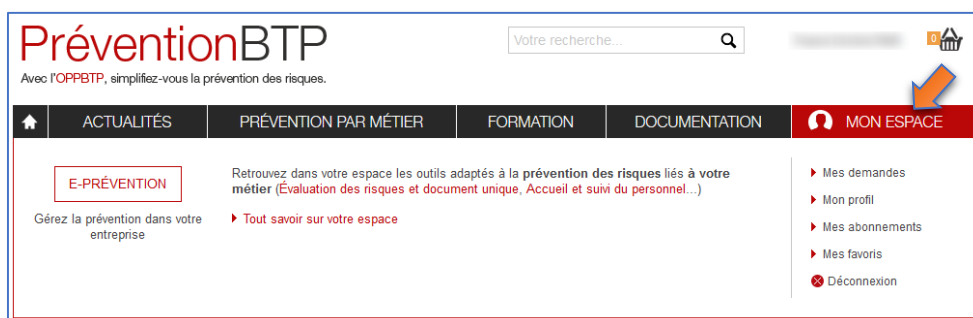 PréventionBTP
Avec l'OPPBTP, simplifiez-vous la prévention des risques.
Votre recherche...
0
ACTUALITÉS
PRÉVENTION PAR MÉTIER
FORMATION
DOCUMENTATION
MON ESPACE
E-PRÉVENTION
Gérez la prévention dans votre
entreprise
Retrouvez dans votre espace les outils adaptés à la prévention des risques liés à votre
métier (Évaluation des risques et document unique, Accueil et suivi du personnel...)
Tout savoir sur votre espace
Mes demandes
Mon profil
Mes abonnements
Mes favoris
Déconnexion